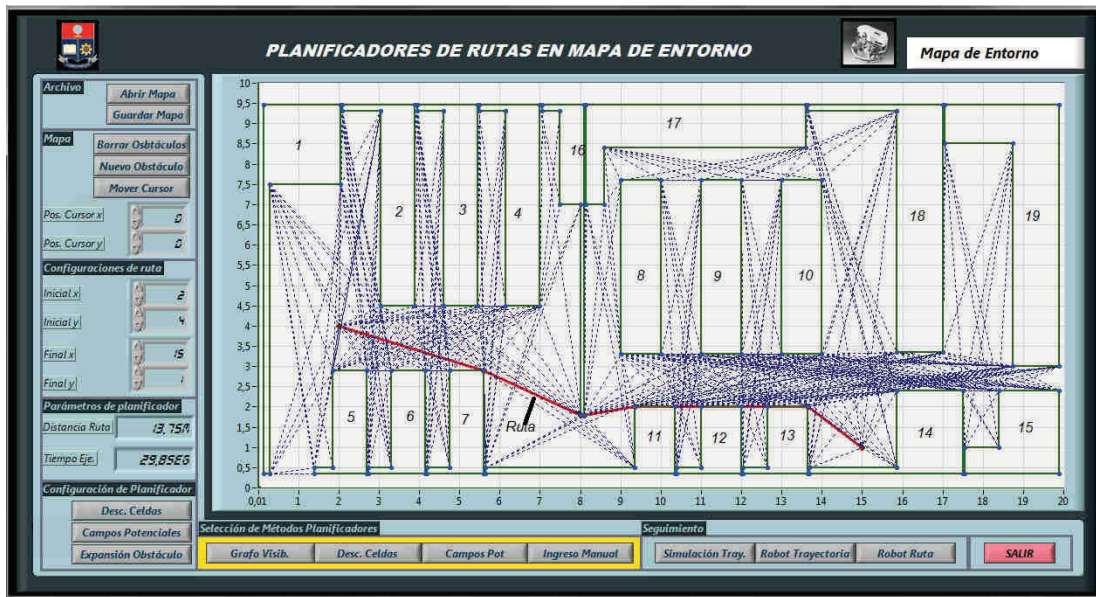 PLANIFICADORES DE RUTAS EN MAPA DE ENTORNO
Mapa de Entorno
Archivo
Abrir Mapa
Guardar Mapa
Mapa
Borrar Osbtáculos
Nuevo Obstáculo
Mover Cursor
Pos. Cursor x 0
Pos. Cursor y 0
Configuraciones de ruta
Inicial x 2
Inicial y 4
Final x 15
Final y 1
Parámetros de planificador
Distancia Ruta 13,75M
Tiempo Eje. 29,85EG
Configuración de Planificador
Desc. Celdas
Campos Potenciales
Expansión Obstáculo
10
9,5
9
8,5
8
7,5
7
6,5
6
5,5
5
4,5
4
3,5
3
2,5
2
1,5
1
0,5
0
1
2
3
4
16
17
18
19
8
9
10
5
6
7
Ruta
11
12
13
14
15
0,01 1 2 3 4 5 6 7 8 9 10 11 12 13 14 15 16 17 18 19 20
Selección de Métodos Planificadores
Grafo Visib.
Desc. Celdas
Campos Pot
Ingreso Manual
Seguimiento
Simulación Tray.
Robot Trayectoria
Robot Ruta
SALIR